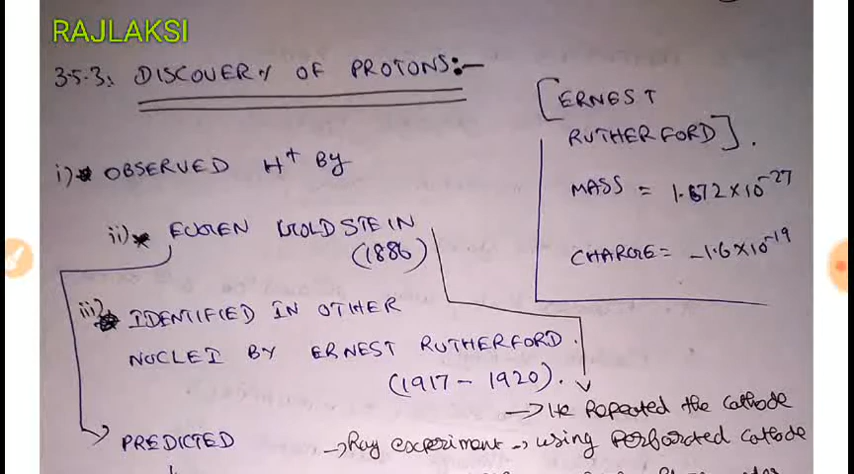 RAJLAKSI
3.5.3: DISCOVERY OF PROTONS:-
[ERNEST
RUTHERFORD].
MASS = 1.672×10-27
CHARGE = -1.6×10-19
i) OBSERVED H+ By
ii) EUGEN GOLDSTEIN
(1886)
iii) IDENTIFIED IN OTHER
NUCLEI BY ERNEST RUTHERFORD.
(1917 - 1920).
→ He Repeated the Cathode
PREDICTED
→ Ray experiment → using Perforcted Catode